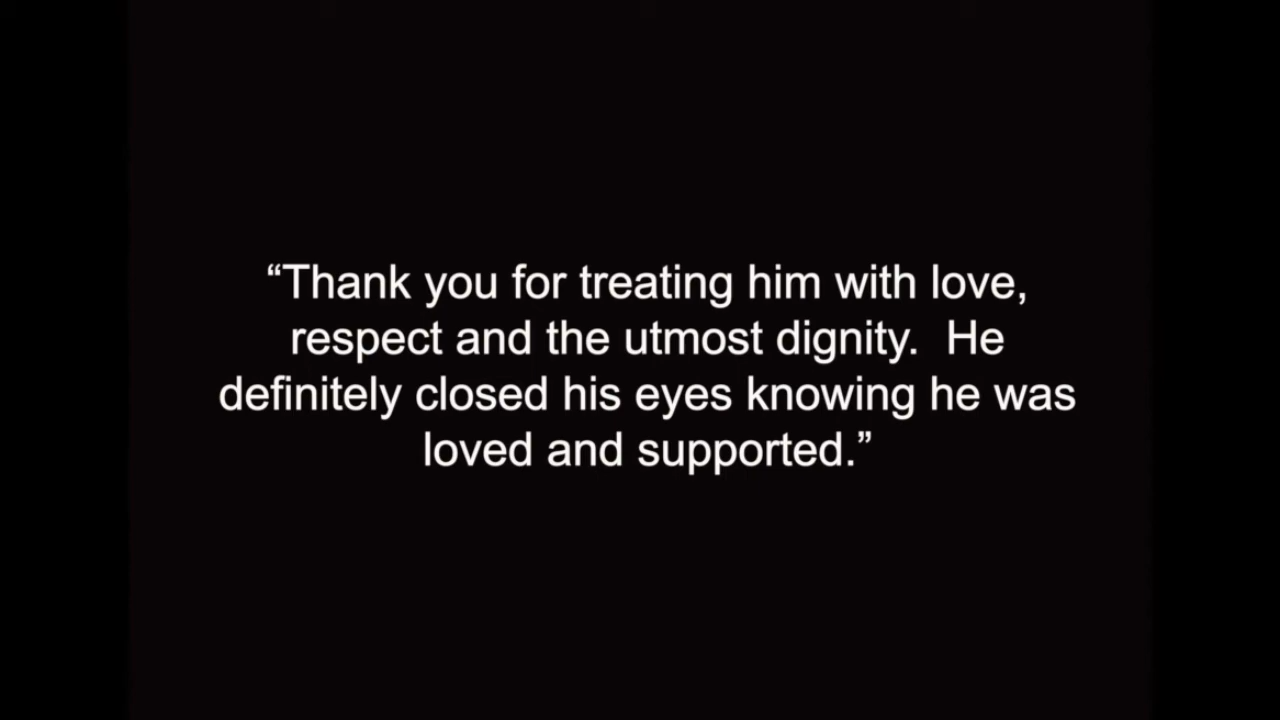 “Thank you for treating him with love,
respect and the utmost dignity.  He
definitely closed his eyes knowing he was
loved and supported.”